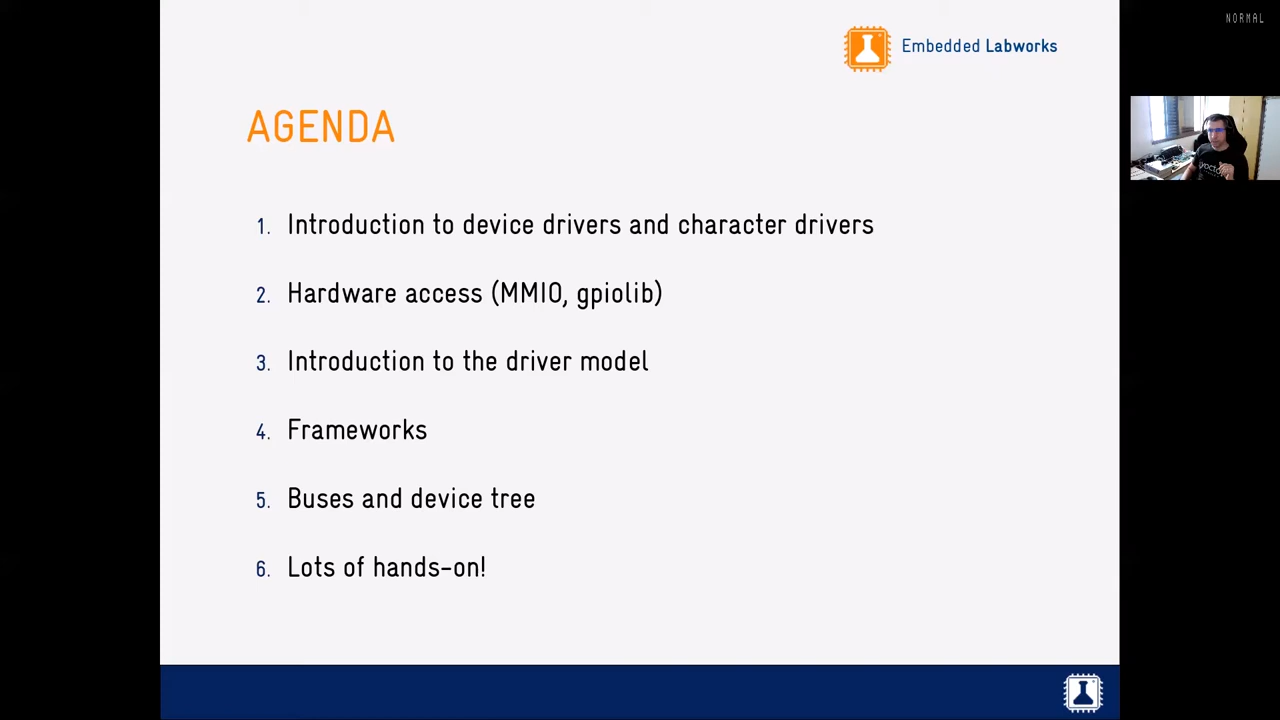 NORMAL
Embedded Labworks
AGENDA
1. Introduction to device drivers and character drivers
2. Hardware access (MMIO, gpiolib)
3. Introduction to the driver model
4. Frameworks
5. Buses and device tree
6. Lots of hands-on!